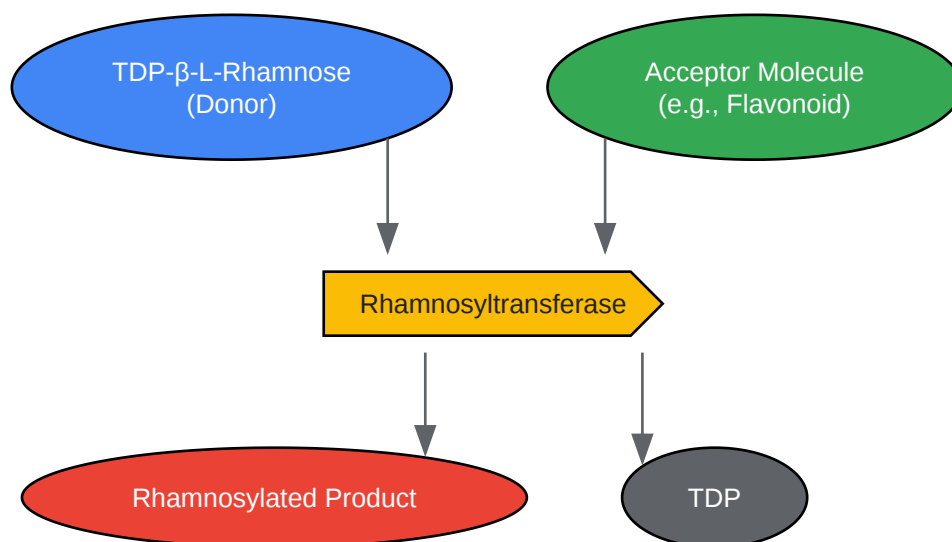 TDP-β-L-Rhamnose
(Donor)
Acceptor Molecule
(e.g., Flavonoid)
Rhamnosyltransferase
Rhamnosylated Product
TDP